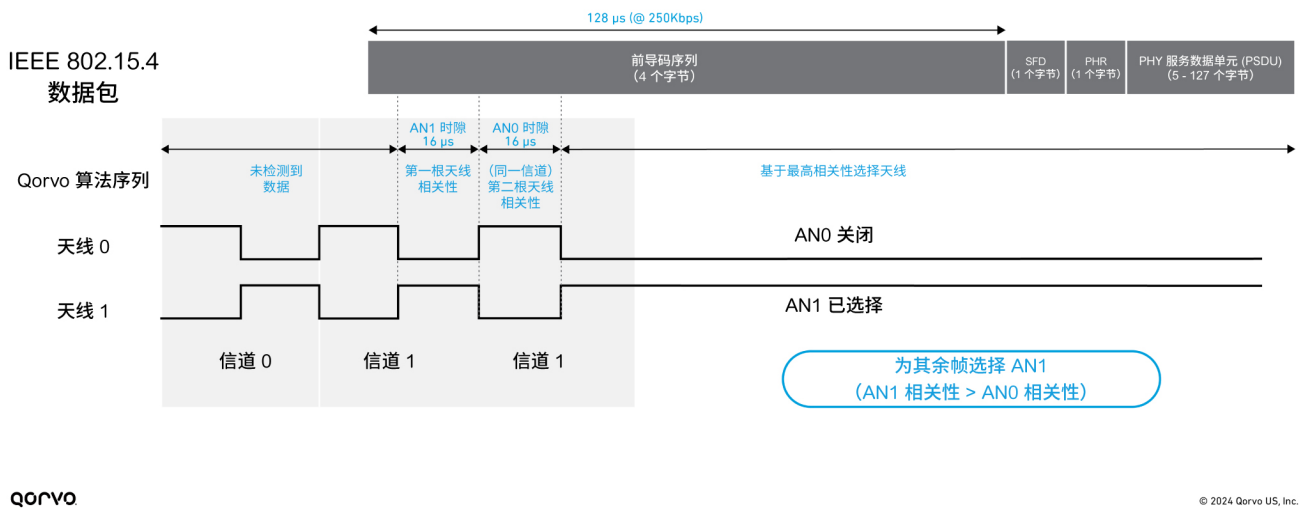 128 µs (@ 250Kbps)
IEEE 802.15.4
数据包
前导码序列
（4 个字节）
SFD
（1 个字节）
PHR
（1 个字节）
PHY 服务数据单元 (PSDU)
（5 - 127 个字节）
AN1 时隙
16 µs
AN0 时隙
16 µs
Qorvo 算法序列
未检测到
数据
第一根天线
相关性
（同一信道）
第二根天线
相关性
基于最高相关性选择天线
天线 0
AN0 关闭
天线 1
AN1 已选择
信道 0
信道 1
信道 1
为其余帧选择 AN1
（AN1 相关性 > AN0 相关性）
QORVO
© 2024 Qorvo US, Inc.